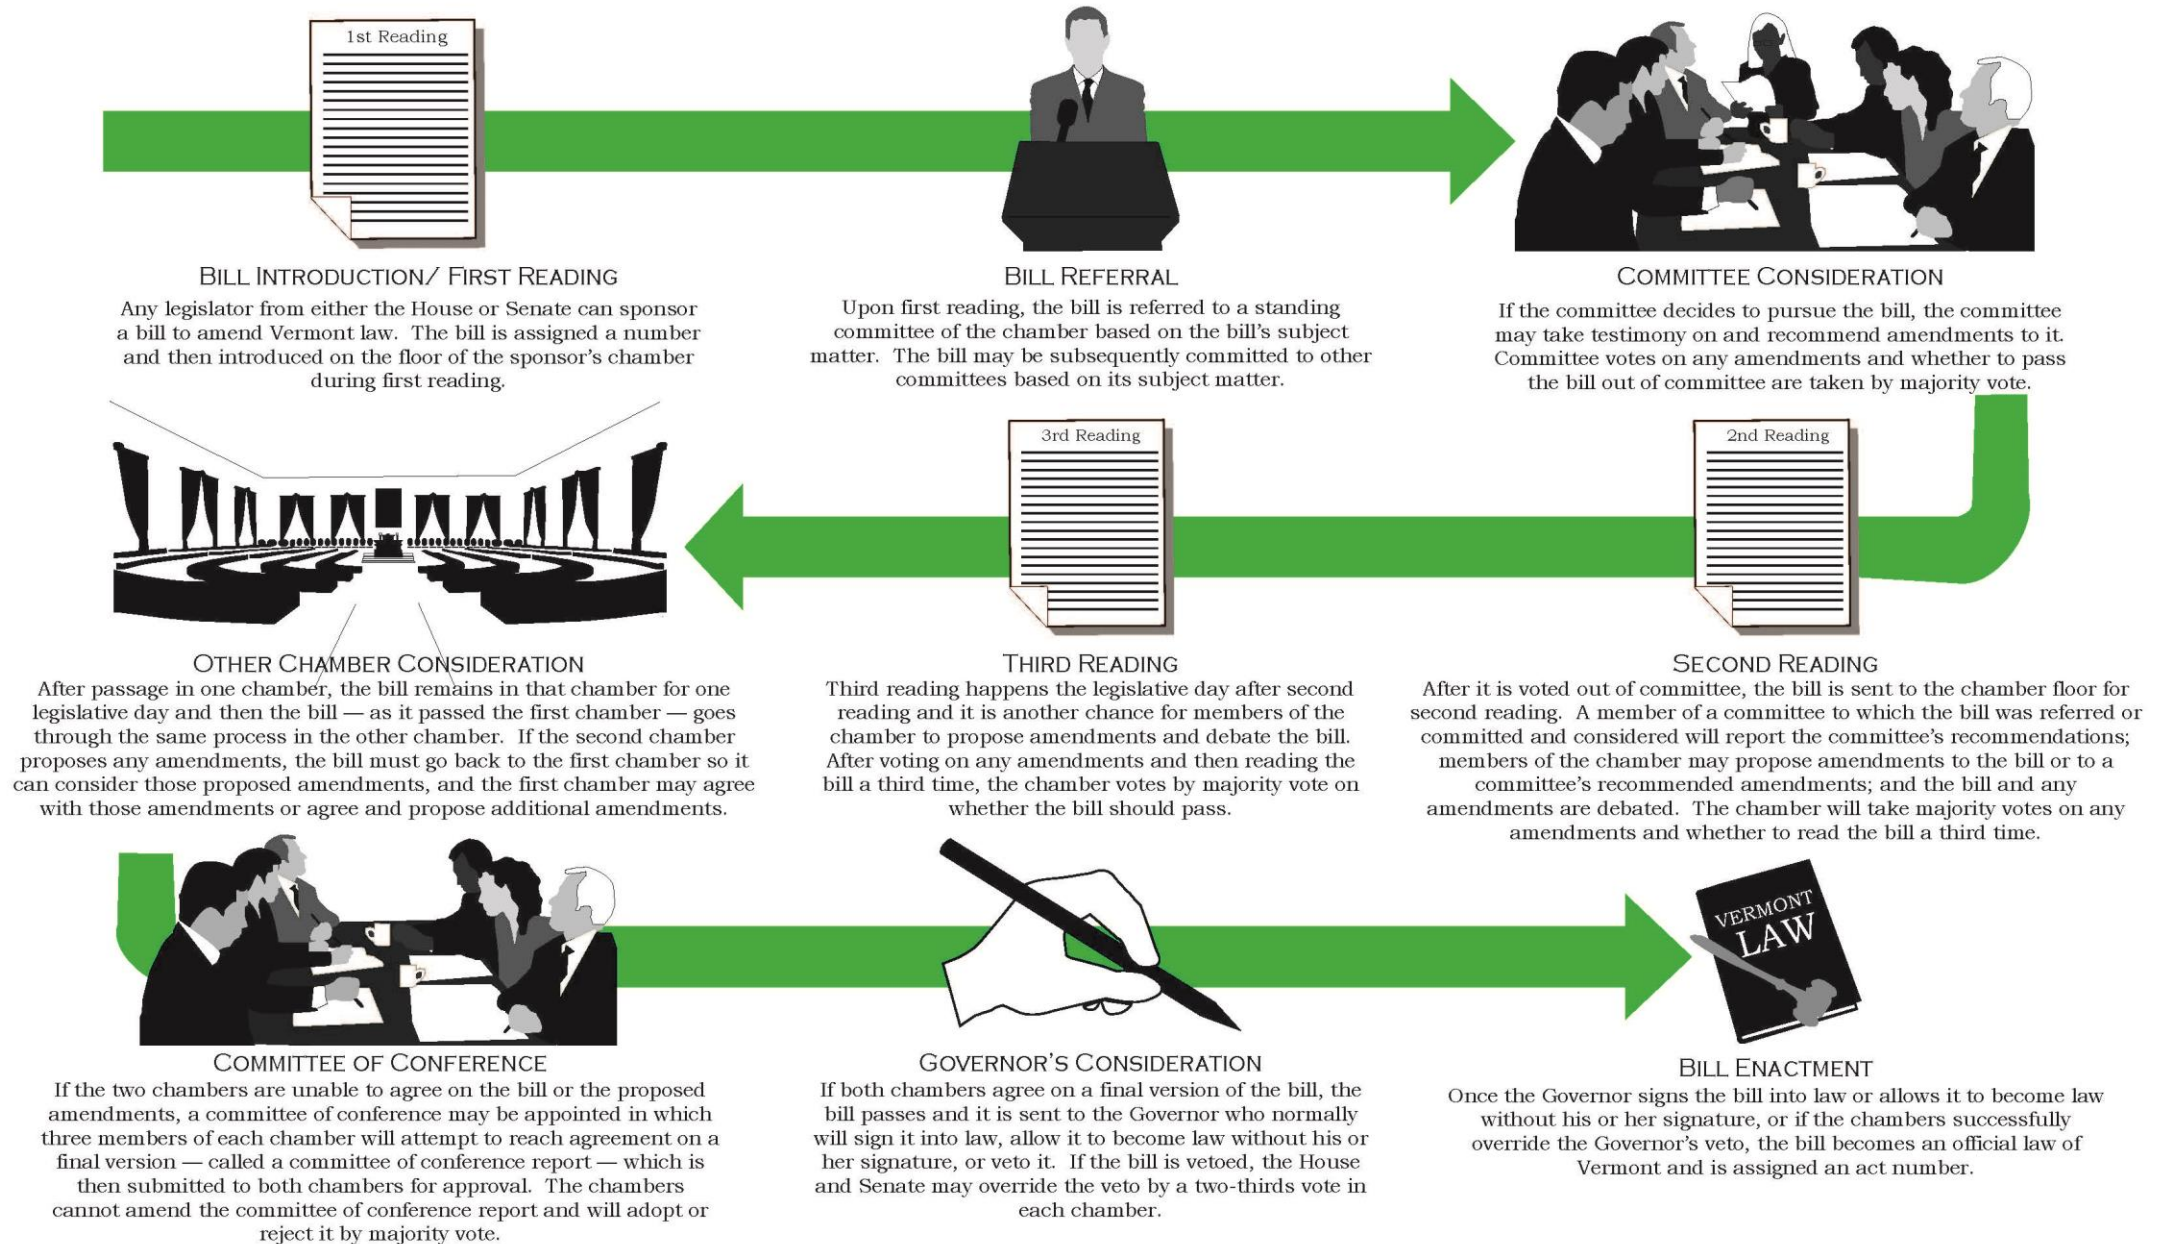 1st Reading
BILL INTRODUCTION/ FIRST READING
Any legislator from either the House or Senate can sponsor
a bill to amend Vermont law. The bill is assigned a number
and then introduced on the floor of the sponsor's chamber
during first reading.
BILL REFERRAL
Upon first reading, the bill is referred to a standing
committee of the chamber based on the bill's subject
matter. The bill may be subsequently committed to other
committees based on its subject matter.
COMMITTEE CONSIDERATION
If the committee decides to pursue the bill, the committee
may take testimony on and recommend amendments to it.
Committee votes on any amendments and whether to pass
the bill out of committee are taken by majority vote.
2nd Reading
SECOND READING
After it is voted out of committee, the bill is sent to the chamber floor for
second reading. A member of a committee to which the bill was referred or
committed and considered will report the committee's recommendations;
members of the chamber may propose amendments to the bill or to a
committee's recommended amendments; and the bill and any
amendments are debated. The chamber will take majority votes on any
amendments and whether to read the bill a third time.
3rd Reading
THIRD READING
Third reading happens the legislative day after second
reading and it is another chance for members of the
chamber to propose amendments and debate the bill.
After voting on any amendments and then reading the
bill a third time, the chamber votes by majority vote on
whether the bill should pass.
OTHER CHAMBER CONSIDERATION
After passage in one chamber, the bill remains in that chamber for one
legislative day and then the bill — as it passed the first chamber — goes
through the same process in the other chamber. If the second chamber
proposes any amendments, the bill must go back to the first chamber so it
can consider those proposed amendments, and the first chamber may agree
with those amendments or agree and propose additional amendments.
COMMITTEE OF CONFERENCE
If the two chambers are unable to agree on the bill or the proposed
amendments, a committee of conference may be appointed in which
three members of each chamber will attempt to reach agreement on a
final version — called a committee of conference report — which is
then submitted to both chambers for approval. The chambers
cannot amend the committee of conference report and will adopt or
reject it by majority vote.
GOVERNOR'S CONSIDERATION
If both chambers agree on a final version of the bill, the
bill passes and it is sent to the Governor who normally
will sign it into law, allow it to become law without his or
her signature, or veto it. If the bill is vetoed, the House
and Senate may override the veto by a two-thirds vote in
each chamber.
VERMONT
LAW
BILL ENACTMENT
Once the Governor signs the bill into law or allows it to become law
without his or her signature, or if the chambers successfully
override the Governor's veto, the bill becomes an official law of
Vermont and is assigned an act number.